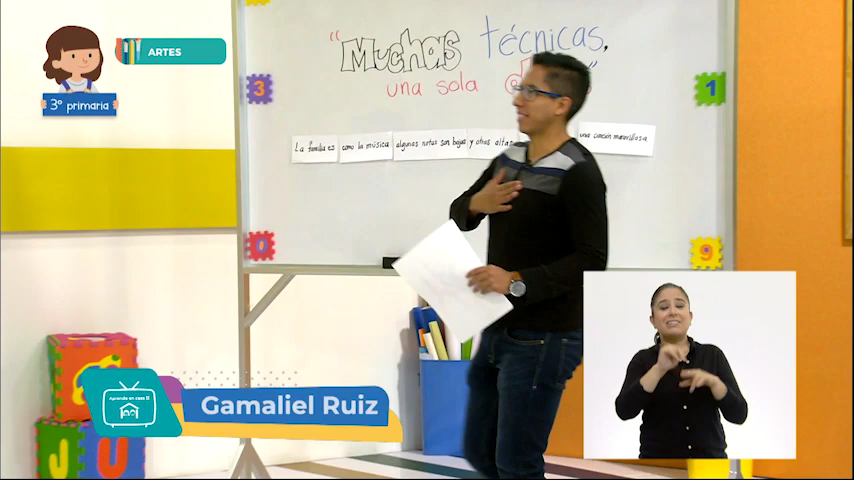 ARTES
3º primaria
"Muchas técnicas,
una sola
3
1
La familia es como la música algunas notas son bajas y otras altas una canción maravillosa
0
9
Aprende en casa II
Gamaliel Ruiz
J U